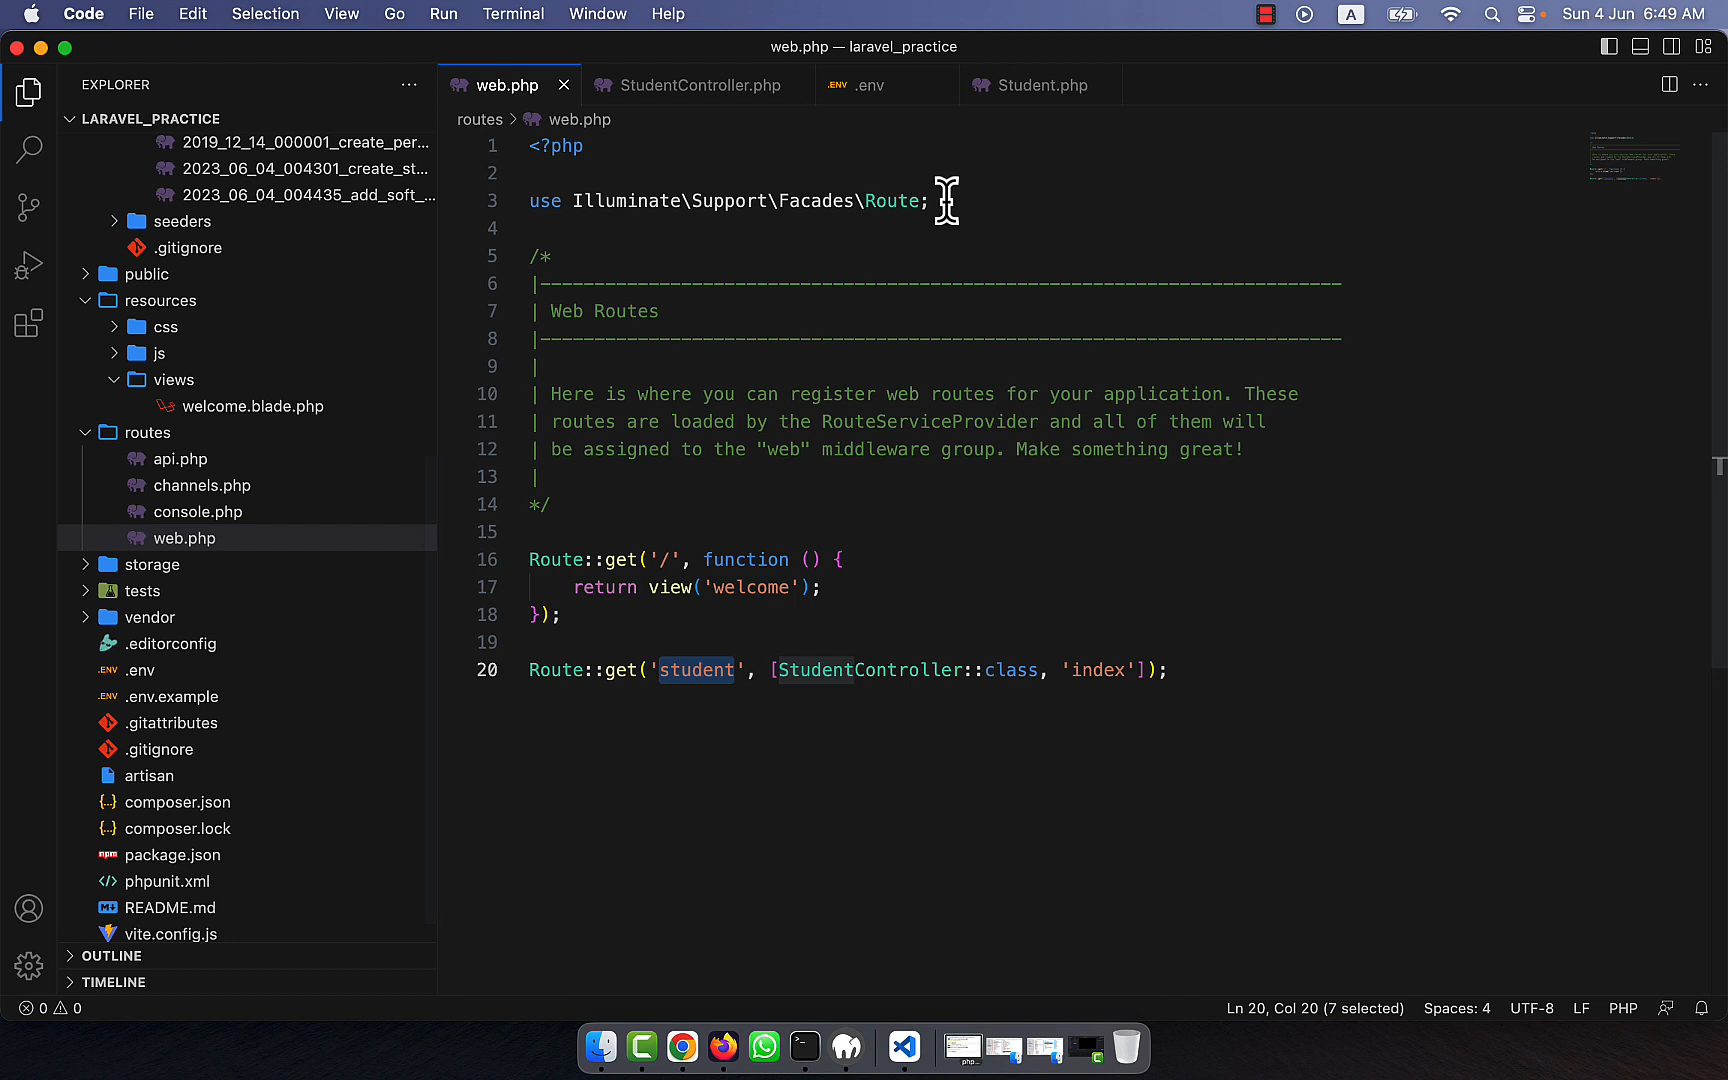 Code File Edit Selection View Go Run Terminal Window Help
A
Sun 4 Jun 6:49 AM
web.php — laravel_practice
EXPLORER
LARAVEL_PRACTICE
2019_12_14_000001_create_per...
2023_06_04_004301_create_st...
2023_06_04_004435_add_soft_...
seeders
.gitignore
public
resources
css
js
views
welcome.blade.php
routes
api.php
channels.php
console.php
web.php
storage
tests
vendor
.editorconfig
.ENV .env
.ENV .env.example
.gitattributes
.gitignore
artisan
{..} composer.json
{..} composer.lock
npm package.json
</> phpunit.xml
M README.md
vite.config.js
OUTLINE
TIMELINE
web.php
StudentController.php
.ENV .env
Student.php
routes > web.php
1 <?php
2
3 use Illuminate\Support\Facades\Route;
4
5 /*
6 |--------------------------------------------------------------------------
7 | Web Routes
8 |--------------------------------------------------------------------------
9 |
10 | Here is where you can register web routes for your application. These
11 | routes are loaded by the RouteServiceProvider and all of them will
12 | be assigned to the "web" middleware group. Make something great!
13 |
14 */
15
16 Route::get('/', function () {
17 return view('welcome');
18 });
19
20 Route::get('student', [StudentController::class, 'index']);
0 0
Ln 20, Col 20 (7 selected) Spaces: 4 UTF-8 LF PHP
php...